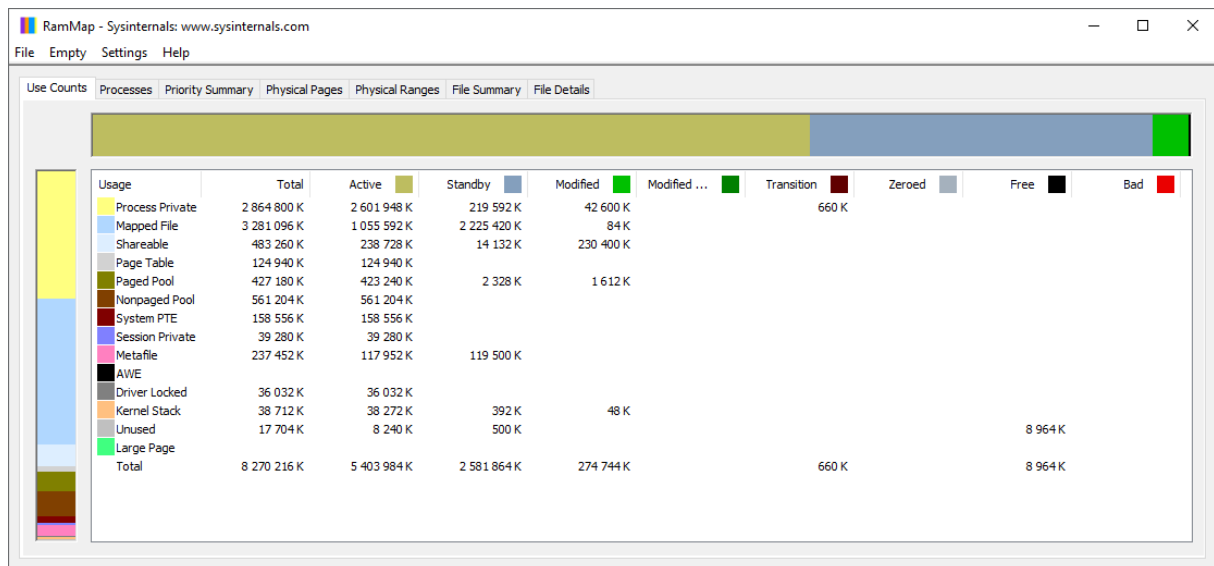 RamMap - Sysinternals: www.sysinternals.com
File Empty Settings Help
Use Counts Processes Priority Summary Physical Pages Physical Ranges File Summary File Details
Usage Total Active Standby Modified Modified ... Transition Zeroed Free Bad
Process Private 2 864 800 K 2 601 948 K 219 592 K 42 600 K 660 K
Mapped File 3 281 096 K 1 055 592 K 2 225 420 K 84 K
Shareable 483 260 K 238 728 K 14 132 K 230 400 K
Page Table 124 940 K 124 940 K
Paged Pool 427 180 K 423 240 K 2 328 K 1 612 K
Nonpaged Pool 561 204 K 561 204 K
System PTE 158 556 K 158 556 K
Session Private 39 280 K 39 280 K
Metafile 237 452 K 117 952 K 119 500 K
AWE
Driver Locked 36 032 K 36 032 K
Kernel Stack 38 712 K 38 272 K 392 K 48 K
Unused 17 704 K 8 240 K 500 K 8 964 K
Large Page
Total 8 270 216 K 5 403 984 K 2 581 864 K 274 744 K 660 K 8 964 K